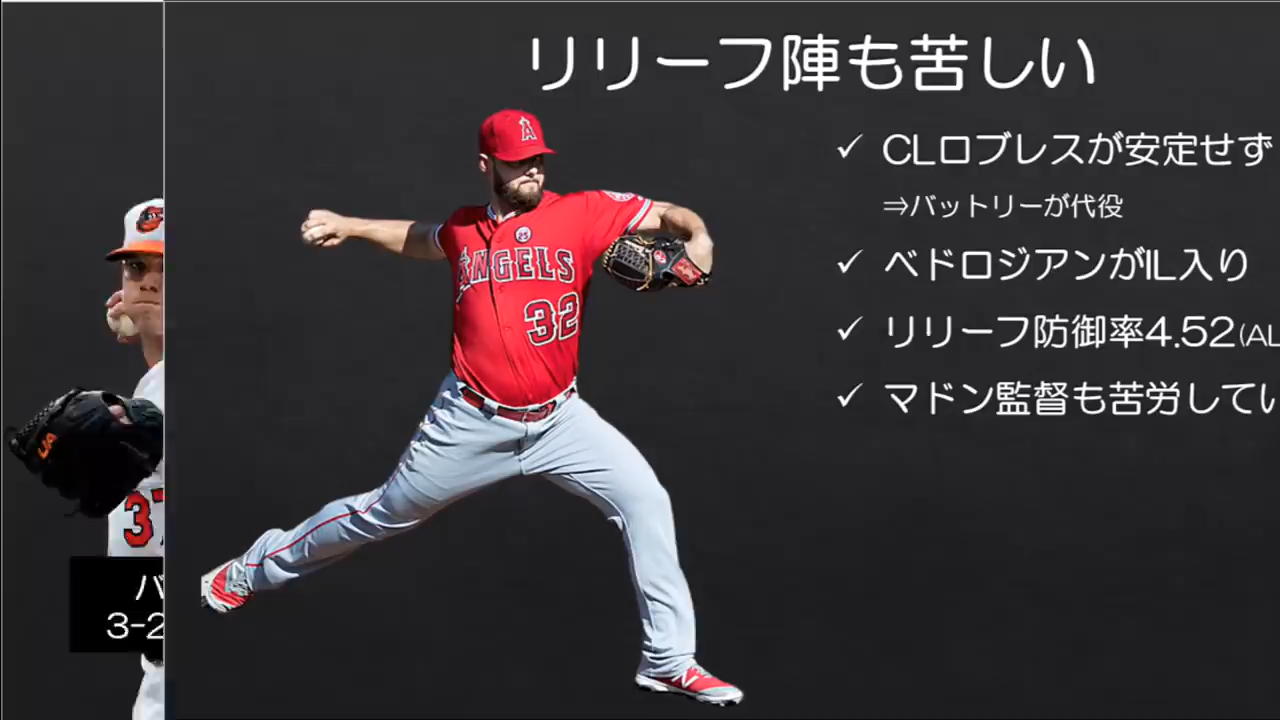 リリーフ陣も苦しい
✓ CLロブレスが安定せず
⇒バットリーが代役
✓ ベドロジアンがIL入り
✓ リリーフ防御率4.52(AL
✓ マドン監督も苦労してい
A
ANGELS
32
37
バ
3-2